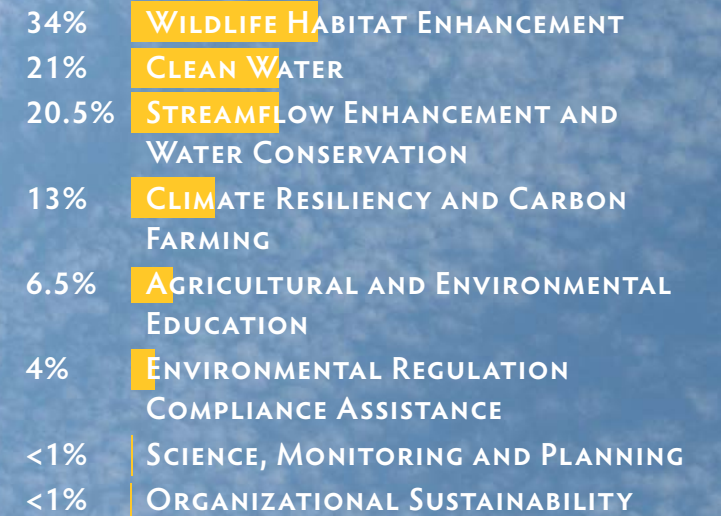 34% Wildlife Habitat Enhancement
21% Clean Water
20.5% Streamflow Enhancement and
Water Conservation
13% Climate Resiliency and Carbon
Farming
6.5% Agricultural and Environmental
Education
4% Environmental Regulation
Compliance Assistance
<1% Science, Monitoring and Planning
<1% Organizational Sustainability